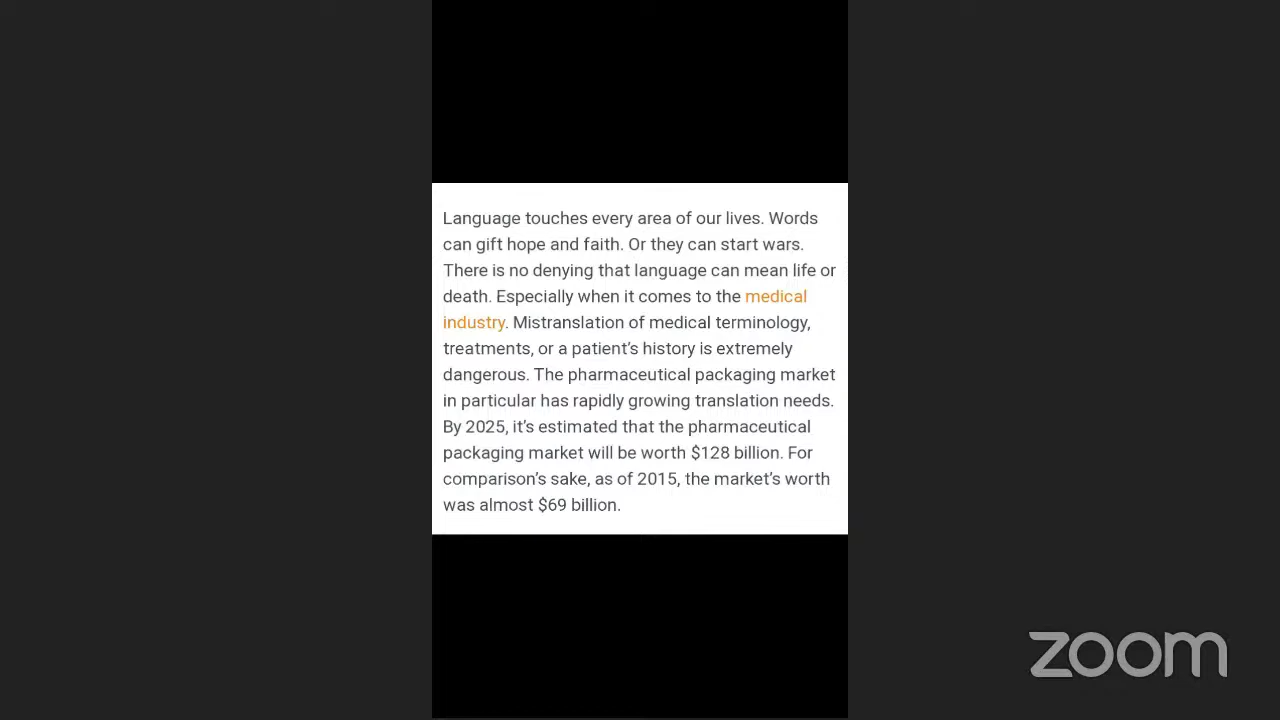 Language touches every area of our lives. Words
can gift hope and faith. Or they can start wars.
There is no denying that language can mean life or
death. Especially when it comes to the medical
industry. Mistranslation of medical terminology,
treatments, or a patient’s history is extremely
dangerous. The pharmaceutical packaging market
in particular has rapidly growing translation needs.
By 2025, it’s estimated that the pharmaceutical
packaging market will be worth $128 billion. For
comparison’s sake, as of 2015, the market’s worth
was almost $69 billion.
zoom